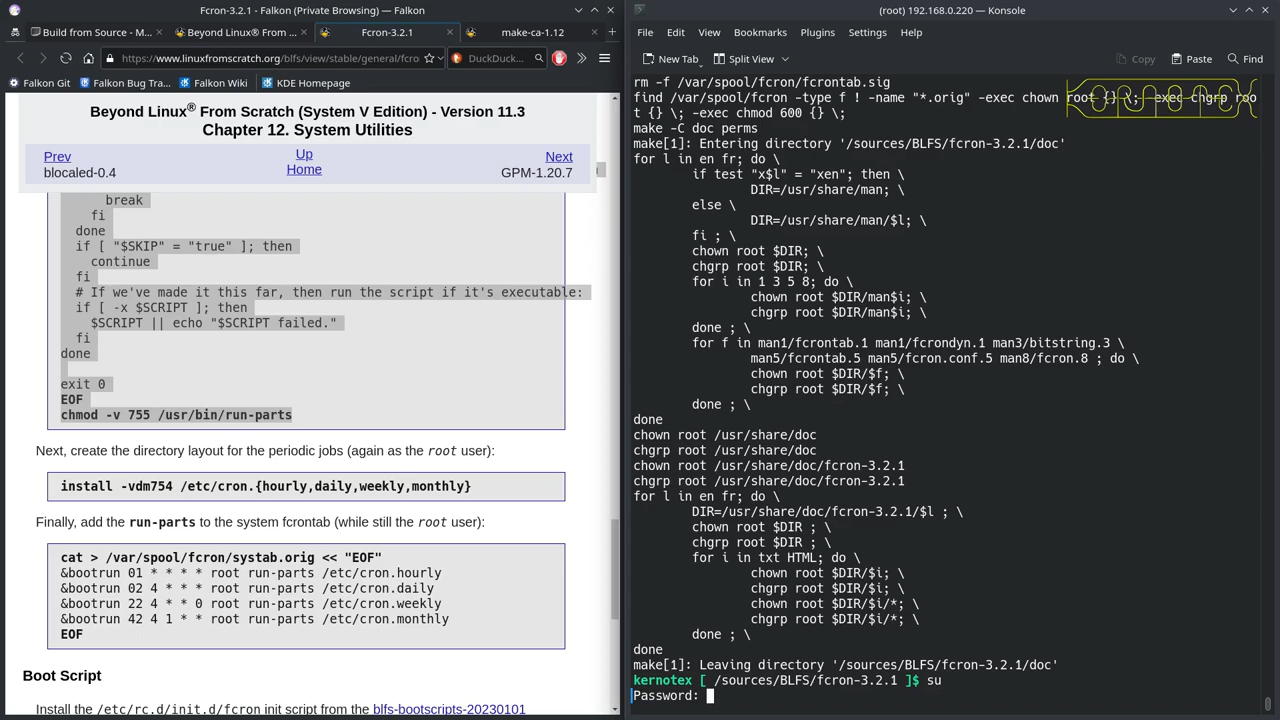 Fcron-3.2.1 - Falkon (Private Browsing) — Falkon
Build from Source - M...
Beyond Linux® From ...
Fcron-3.2.1
make-ca-1.12
https://www.linuxfromscratch.org/blfs/view/stable/general/fcro
DuckDuc
Falkon Git
Falkon Bug Tra...
Falkon Wiki
KDE Homepage
Beyond Linux® From Scratch (System V Edition) - Version 11.3
Chapter 12. System Utilities
Prev
Up
Next
blocaled-0.4
Home
GPM-1.20.7
break
fi
done
if [ "$SKIP" = "true" ]; then
continue
fi
# If we've made it this far, then run the script if it's executable:
if [ -x $SCRIPT ]; then
$SCRIPT || echo "$SCRIPT failed."
fi
done
exit 0
EOF
chmod -v 755 /usr/bin/run-parts
Next, create the directory layout for the periodic jobs (again as the root user):
install -vdm754 /etc/cron.{hourly,daily,weekly,monthly}
Finally, add the run-parts to the system fcrontab (while still the root user):
cat > /var/spool/fcron/systab.orig << "EOF"
&bootrun 01 * * * * root run-parts /etc/cron.hourly
&bootrun 02 4 * * * root run-parts /etc/cron.daily
&bootrun 22 4 * * 0 root run-parts /etc/cron.weekly
&bootrun 42 4 1 * * root run-parts /etc/cron.monthly
EOF
Boot Script
Install the /etc/rc.d/init.d/fcron init script from the blfs-bootscripts-20230101
(root) 192.168.0.220 — Konsole
File Edit View Bookmarks Plugins Settings Help
New Tab
Split View
Copy
Paste
Find
rm -f /var/spool/fcron/fcrontab.sig
find /var/spool/fcron -type f ! -name "*.orig" -exec chown root {} \; -exec chgrp roo
t {} \; -exec chmod 600 {} \;
make -C doc perms
make[1]: Entering directory '/sources/BLFS/fcron-3.2.1/doc'
for l in en fr; do \
if test "x$l" = "xen"; then \
DIR=/usr/share/man; \
else \
DIR=/usr/share/man/$l; \
fi ; \
chown root $DIR; \
chgrp root $DIR; \
for i in 1 3 5 8; do \
chown root $DIR/man$i; \
chgrp root $DIR/man$i; \
done ; \
for f in man1/fcrontab.1 man1/fcrondyn.1 man3/bitstring.3 \
man5/fcrontab.5 man5/fcron.conf.5 man8/fcron.8 ; do \
chown root $DIR/$f; \
chgrp root $DIR/$f; \
done ; \
done
chown root /usr/share/doc
chgrp root /usr/share/doc
chown root /usr/share/doc/fcron-3.2.1
chgrp root /usr/share/doc/fcron-3.2.1
for l in en fr; do \
DIR=/usr/share/doc/fcron-3.2.1/$l ; \
chown root $DIR ; \
chgrp root $DIR ; \
for i in txt HTML; do \
chown root $DIR/$i; \
chgrp root $DIR/$i; \
chown root $DIR/$i/*; \
chgrp root $DIR/$i/*; \
done ; \
done
make[1]: Leaving directory '/sources/BLFS/fcron-3.2.1/doc'
kernotex [ /sources/BLFS/fcron-3.2.1 ]$ su
Password: